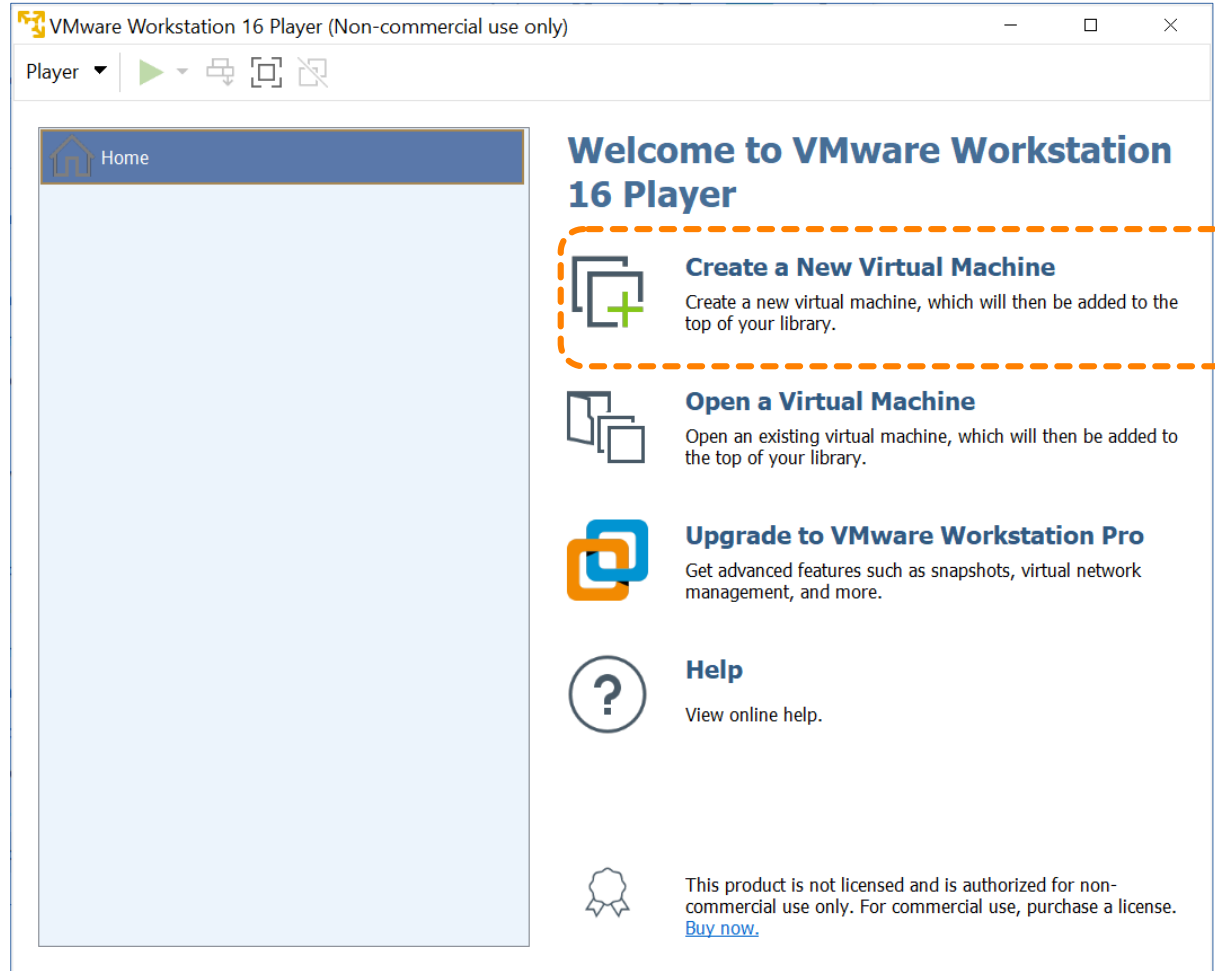 VMware Workstation 16 Player (Non-commercial use only)
Player
Home
Welcome to VMware Workstation
16 Player
Create a New Virtual Machine
Create a new virtual machine, which will then be added to the
top of your library.
Open a Virtual Machine
Open an existing virtual machine, which will then be added to
the top of your library.
Upgrade to VMware Workstation Pro
Get advanced features such as snapshots, virtual network
management, and more.
?
Help
View online help.
This product is not licensed and is authorized for non-
commercial use only. For commercial use, purchase a license.
Buy now.